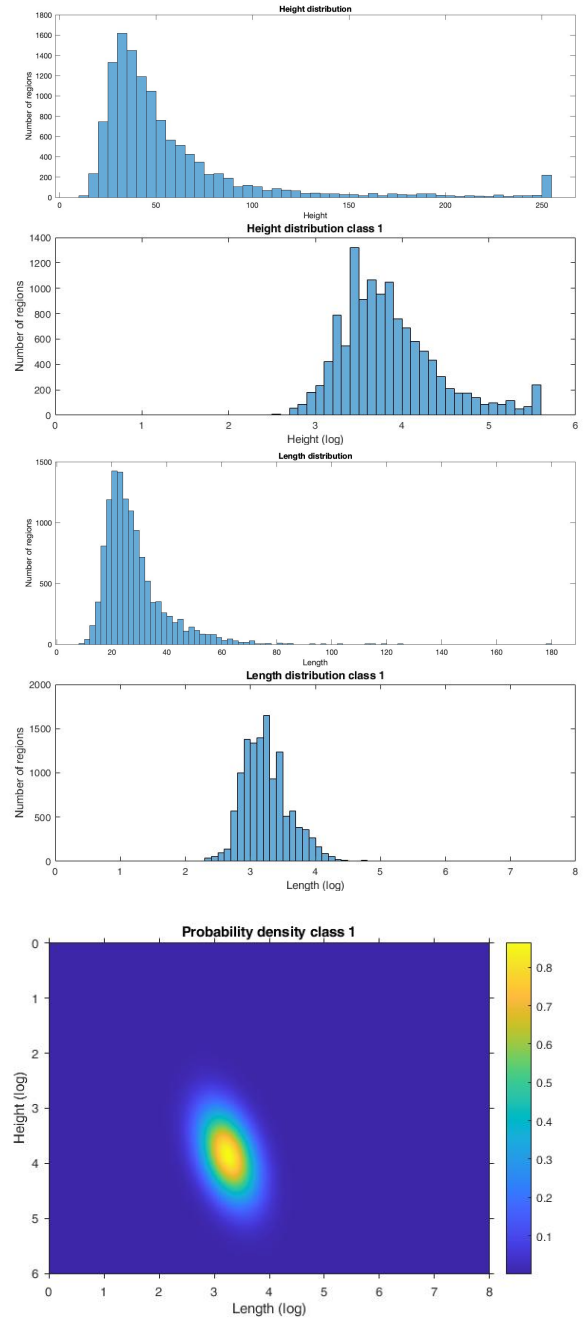 Height distribution
1800
1600
1400
1200
1000
800
600
400
200
0
Number of regions
0 50 100 150 200 250
Height
Height distribution class 1
1400
1200
1000
800
600
400
200
0
Number of regions
0 1 2 3 4 5 6
Height (log)
Length distribution
1500
1000
500
0
Number of regions
0 20 40 60 80 100 120 140 160 180
Length
Length distribution class 1
2000
1500
1000
500
0
Number of regions
0 1 2 3 4 5 6 7 8
Length (log)
Probability density class 1
0
1
2
3
4
5
6
Height (log)
0 1 2 3 4 5 6 7 8
Length (log)
0.8
0.7
0.6
0.5
0.4
0.3
0.2
0.1